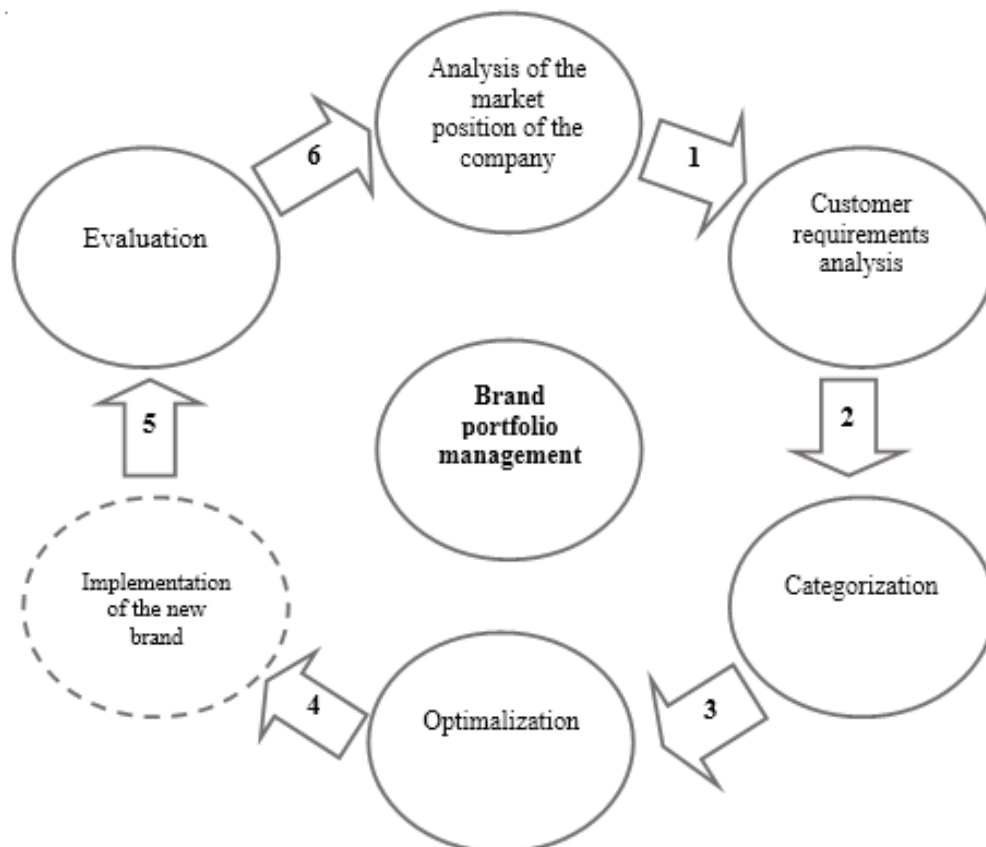 Analysis of the
market
position of the
company
6
1
Evaluation
Customer
requirements
analysis
Brand
portfolio
management
5
2
Implementation
of the new
brand
Categorization
4
Optimalization
3